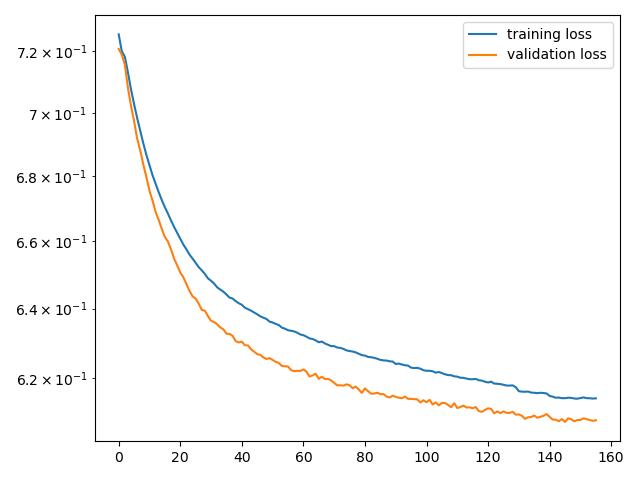 training loss
validation loss
7.2 × 10⁻¹
7 × 10⁻¹
6.8 × 10⁻¹
6.6 × 10⁻¹
6.4 × 10⁻¹
6.2 × 10⁻¹
0 20 40 60 80 100 120 140 160